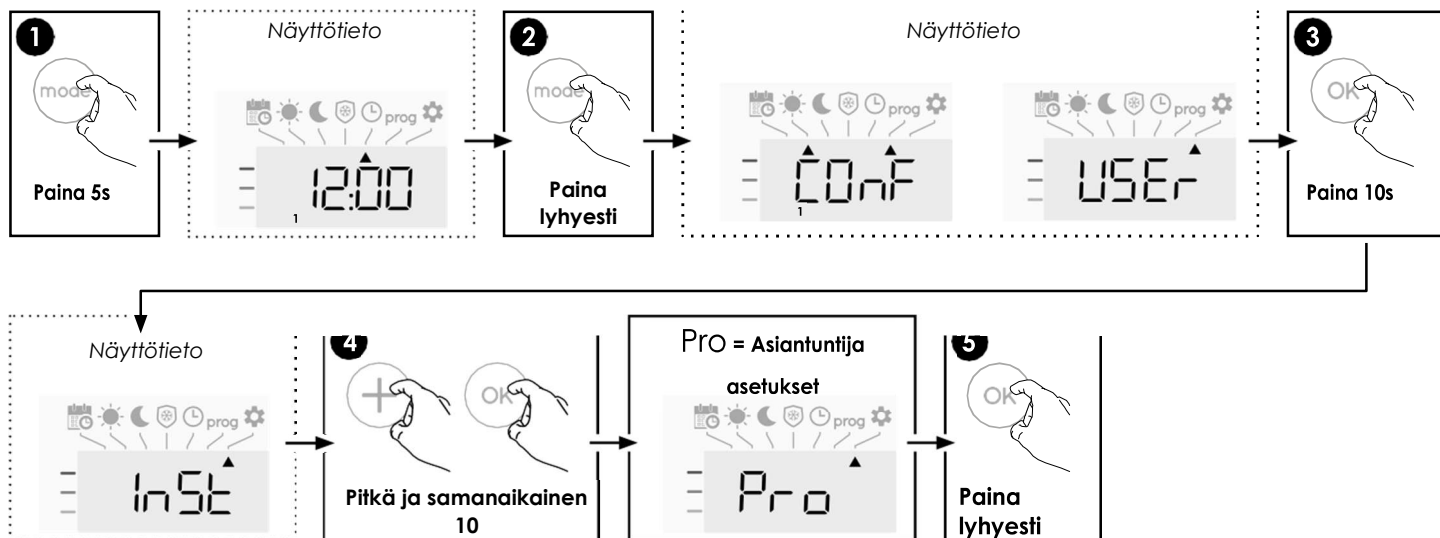 1
mode
Paina 5s
Näyttötieto
prog
12:00
1
2
mode
Paina
lyhyesti
Näyttötieto
prog
COnF
1
prog
USEr
3
OK
Paina 10s
Näyttötieto
prog
InSt
4
+
OK
Pitkä ja samanaikainen
10
Pro = Asiantuntija
asetukset
prog
Pro
5
OK
Paina
lyhyesti